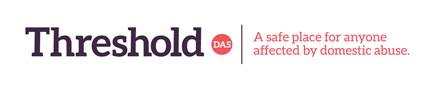 Threshold
DAS
A safe place for anyone
affected by domestic abuse.